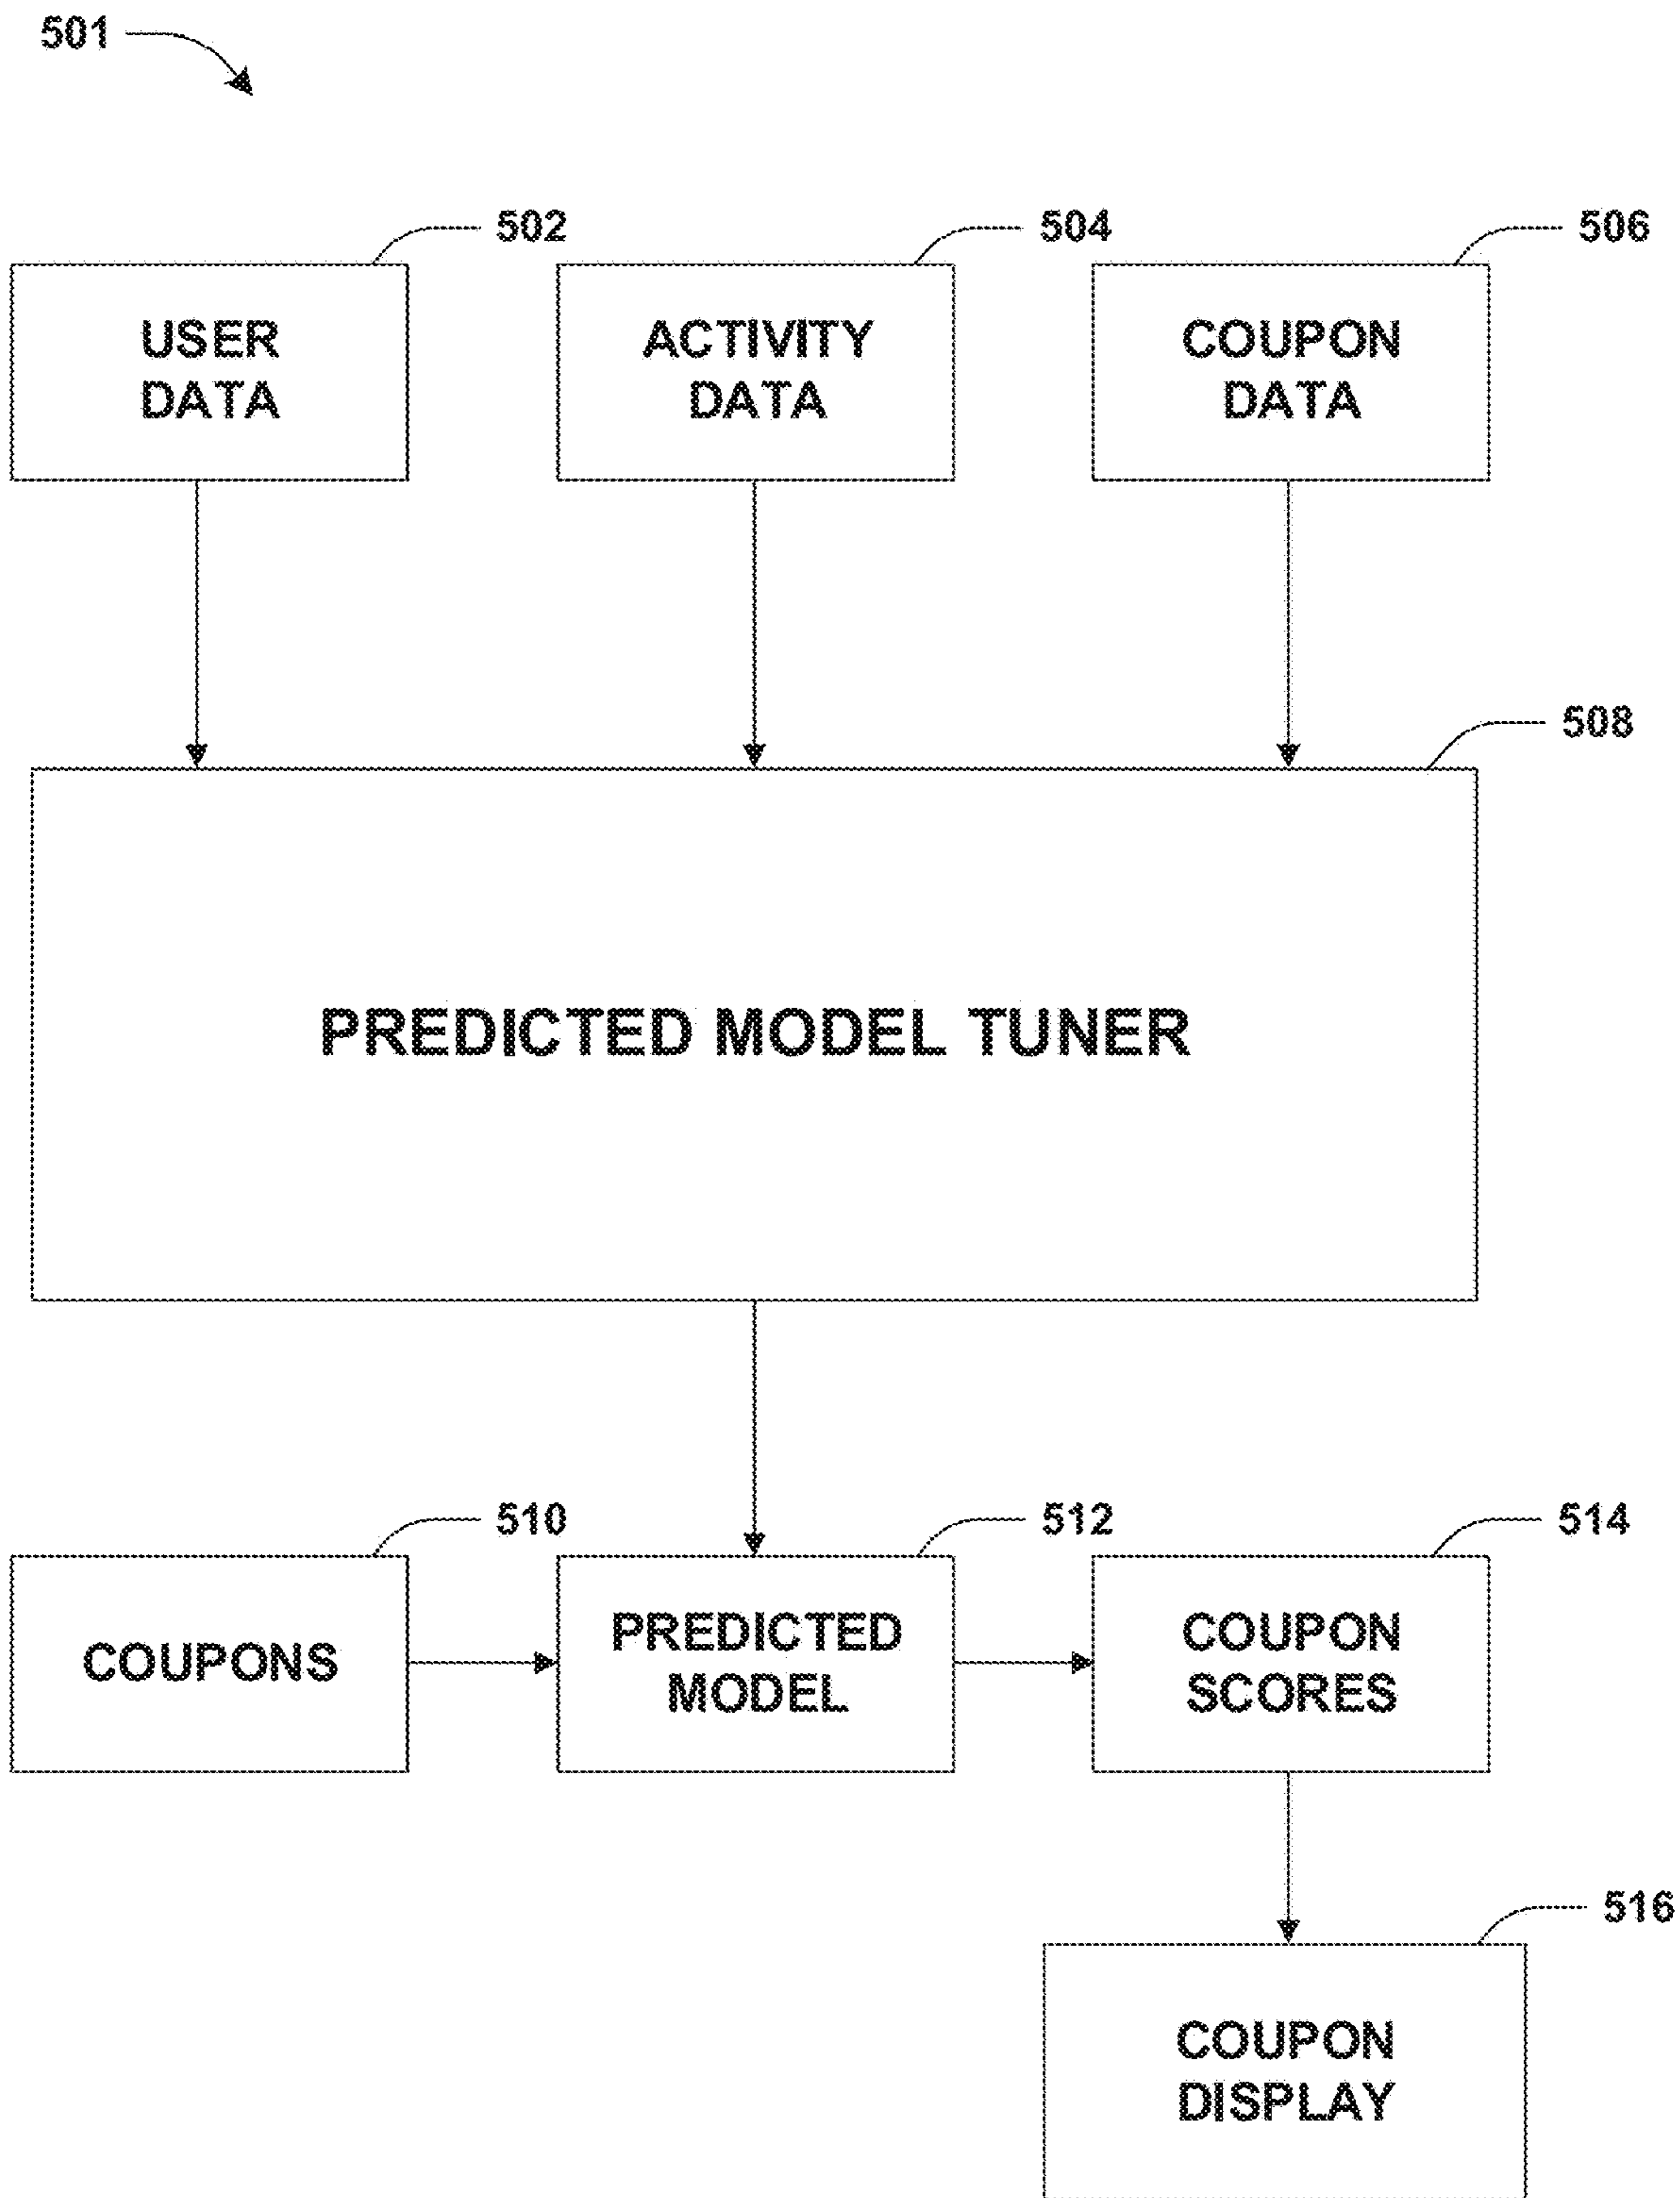 501
502
504
506
USER
DATA
ACTIVITY
DATA
COUPON
DATA
508
PREDICTED MODEL TUNER
510
512
514
COUPONS
PREDICTED
MODEL
COUPON
SCORES
516
COUPON
DISPLAY